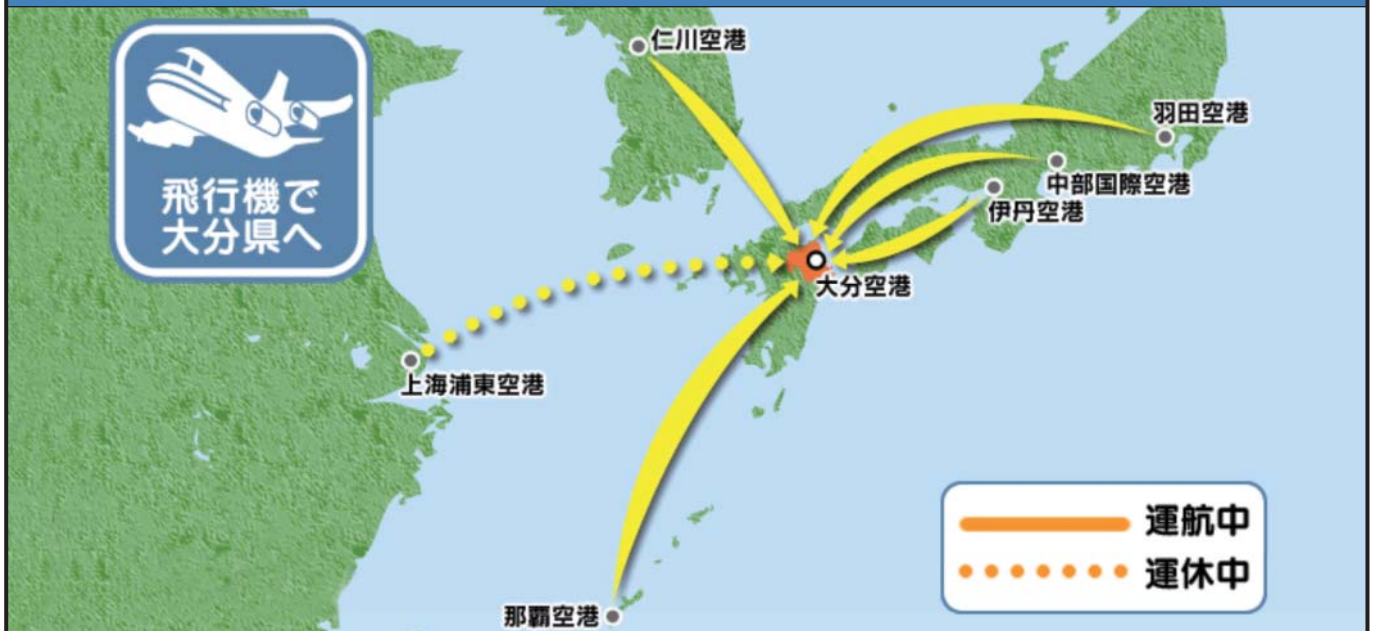 仁川空港
羽田空港
飛行機で
大分県へ
中部国際空港
伊丹空港
大分空港
上海浦東空港
運航中
運休中
那覇空港